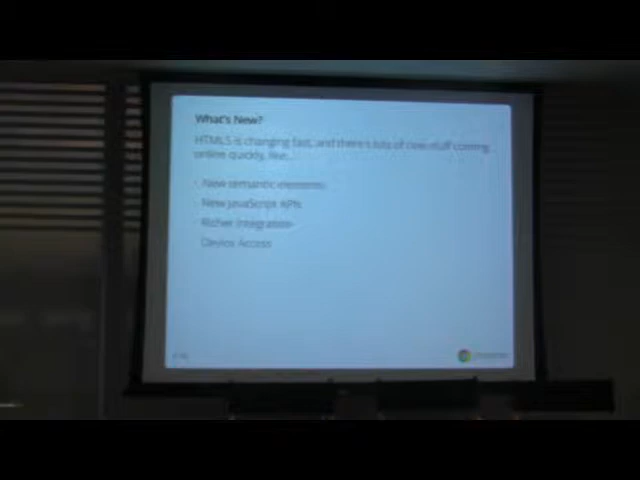 What's New?
HTML5 is changing fast, and there's lots of new stuff coming
online quickly, like...
New semantic elements
New JavaScript APIs
Richer Integration
Device Access